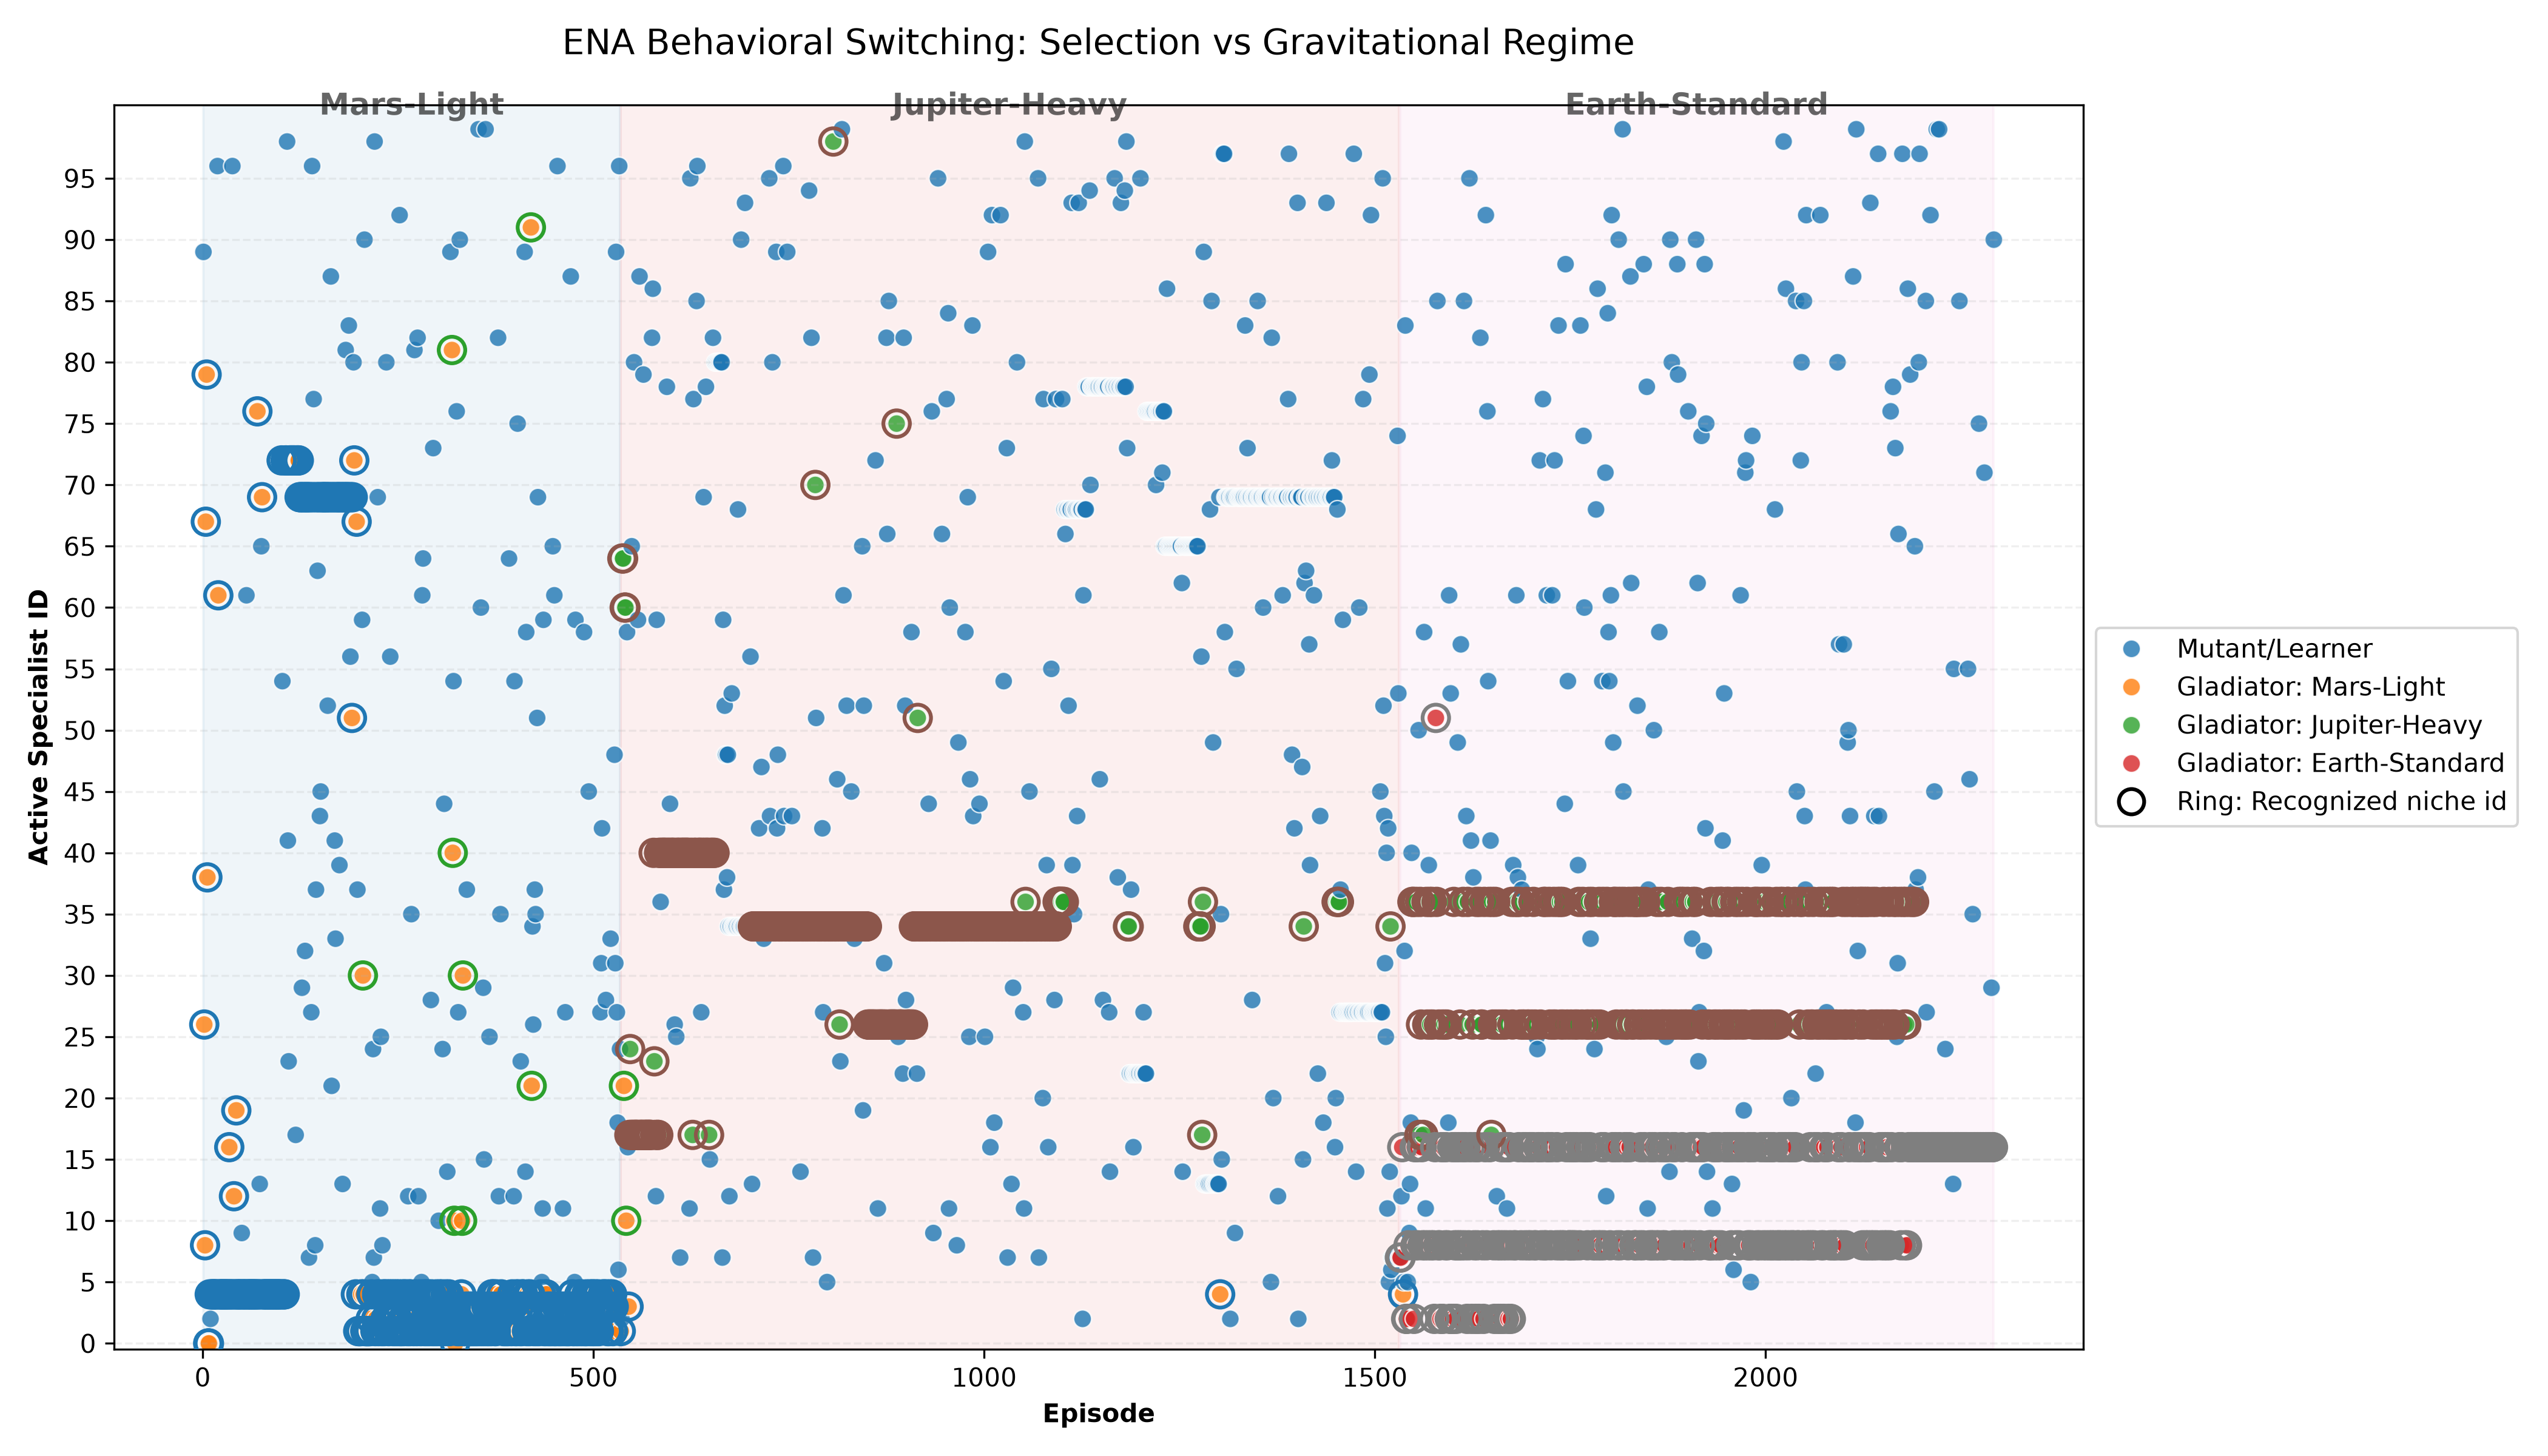 ENA Behavioral Switching: Selection vs Gravitational Regime
Mars-Light
Jupiter-Heavy
Earth-Standard
Active Specialist ID
95
90
85
80
75
70
65
60
55
50
45
40
35
30
25
20
15
10
5
0
0
500
1000
1500
2000
Episode
Mutant/Learner
Gladiator: Mars-Light
Gladiator: Jupiter-Heavy
Gladiator: Earth-Standard
Ring: Recognized niche id